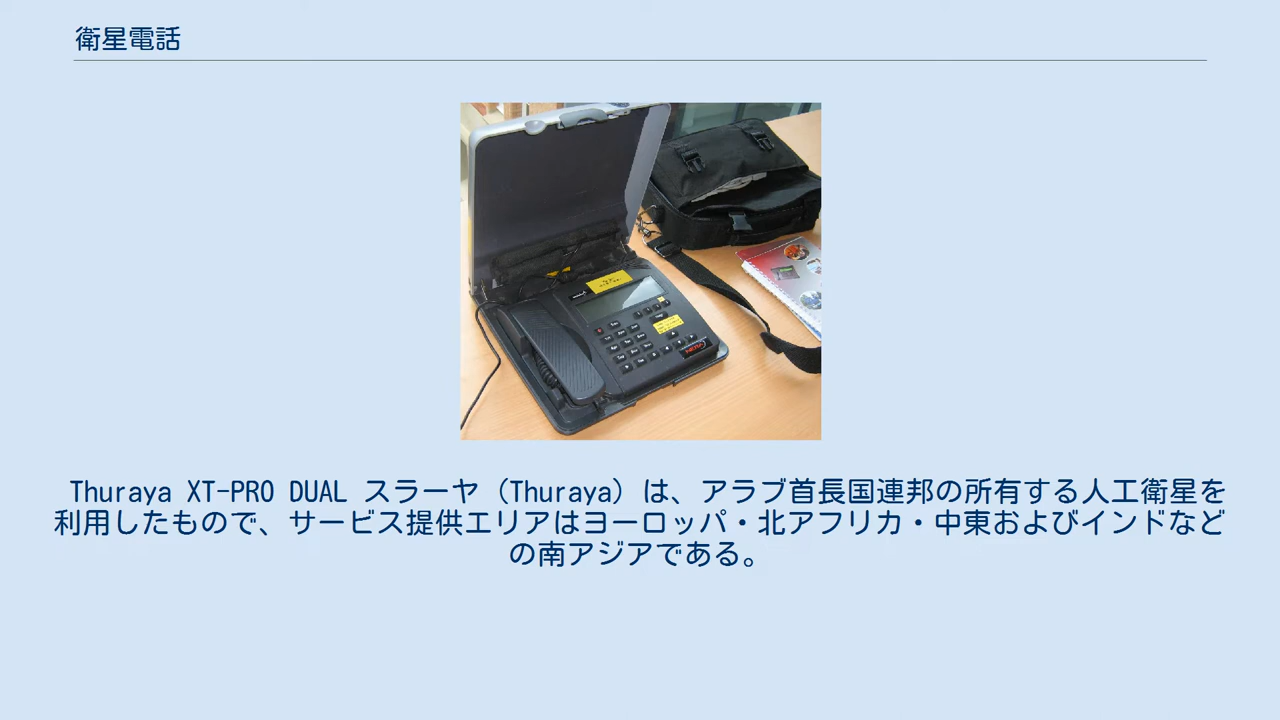 衛星電話
Thuraya XT-PRO DUAL スラーヤ（Thuraya）は、アラブ首長国連邦の所有する人工衛星を
利用したもので、サービス提供エリアはヨーロッパ・北アフリカ・中東およびインドなど
の南アジアである。